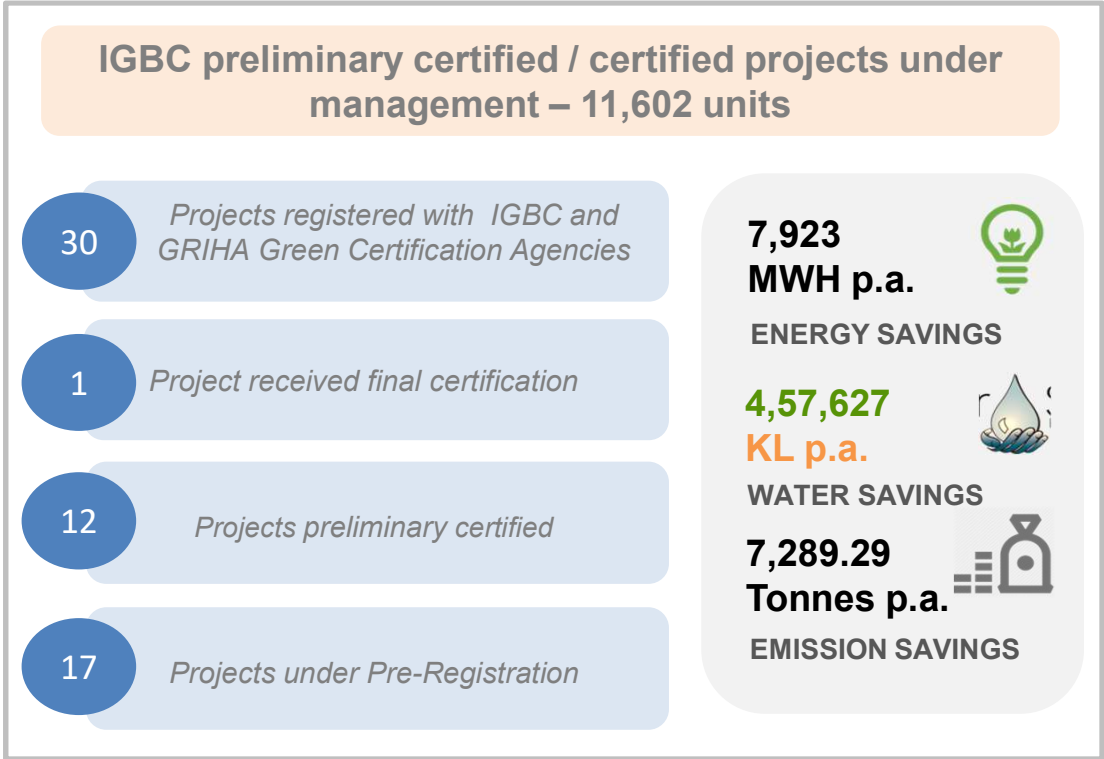 IGBC preliminary certified / certified projects under
management – 11,602 units
30
Projects registered with IGBC and
GRIHA Green Certification Agencies
1
Project received final certification
12
Projects preliminary certified
17
Projects under Pre-Registration
7,923
MWH p.a.
ENERGY SAVINGS
4,57,627
KL p.a.
WATER SAVINGS
7,289.29
Tonnes p.a.
EMISSION SAVINGS